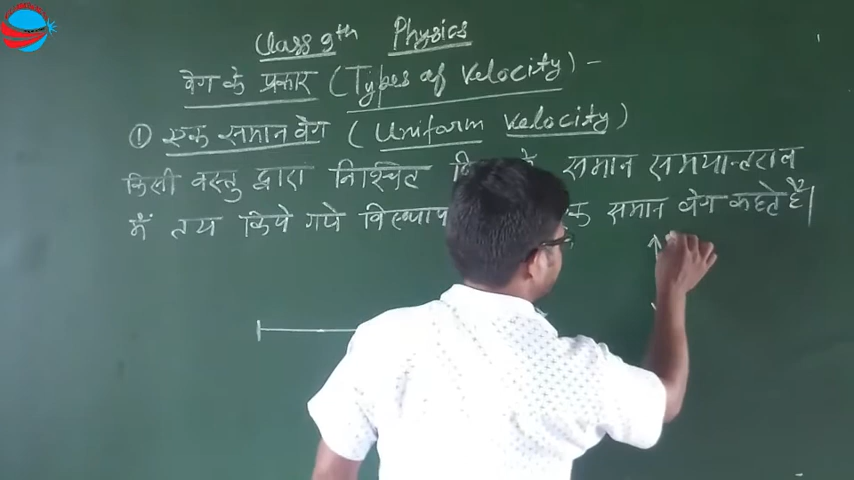 Class 9th Physics
वेग के प्रकार (Types of velocity) -
① एक समान वेग (Uniform velocity)
किसी वस्तु द्वारा निश्चित समान समयान्तराल
में तय किये गये समान वेग कहते है।